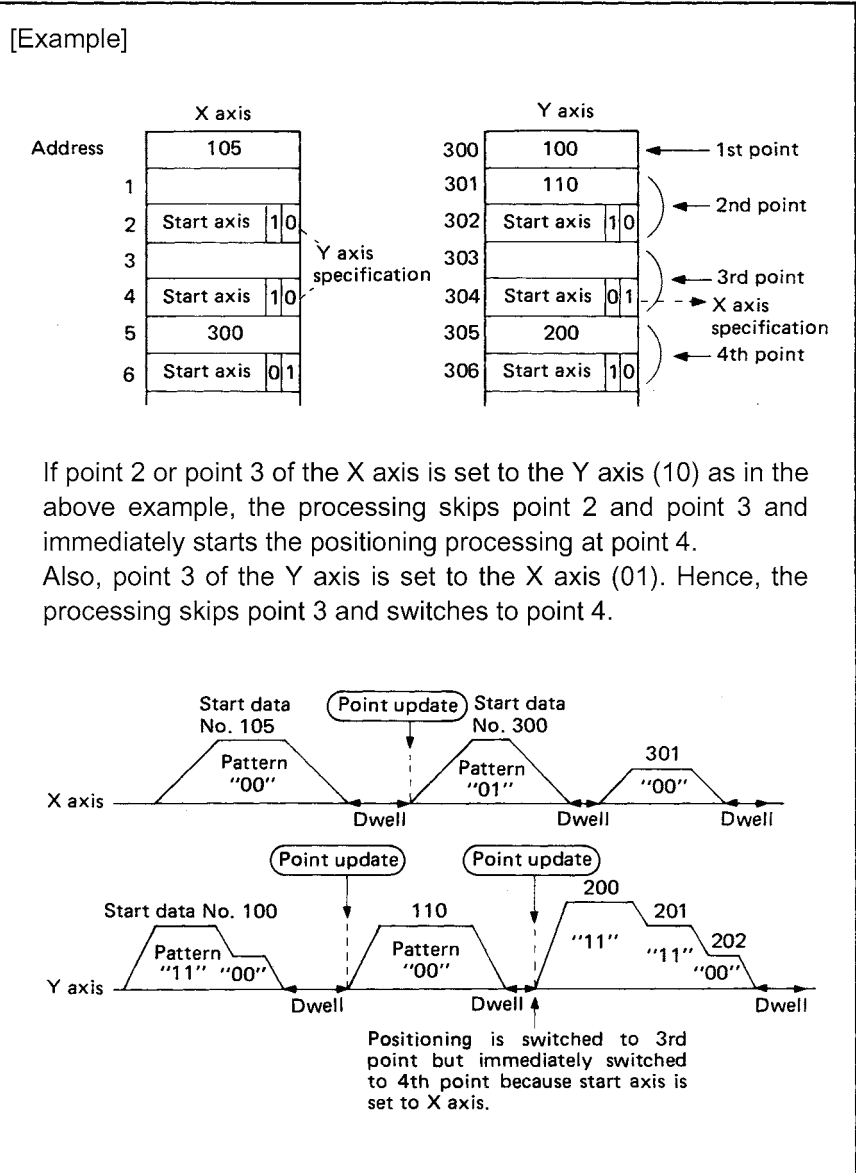 [Example]
X axis
Y axis
Address 105 300 100 1st point
1 301 110
2 Start axis 1 0 302 Start axis 1 0 2nd point
Y axis
specification
3 303
4 Start axis 1 0 304 Start axis 0 1 3rd point
X axis
specification
5 300 305 200
6 Start axis 0 1 306 Start axis 1 0 4th point
If point 2 or point 3 of the X axis is set to the Y axis (10) as in the
above example, the processing skips point 2 and point 3 and
immediately starts the positioning processing at point 4.
Also, point 3 of the Y axis is set to the X axis (01). Hence, the
processing skips point 3 and switches to point 4.
Start data
No. 105
Point update
Start data
No. 300
Pattern
"00"
Pattern
"01"
301
"00"
X axis
Dwell
Dwell
Dwell
Point update
Point update
Start data No. 100
110
200
201
202
Pattern
"11" "00"
Pattern
"00"
"11"
"11"
"00"
Y axis
Dwell
Dwell
Dwell
Positioning is switched to 3rd
point but immediately switched
to 4th point because start axis is
set to X axis.